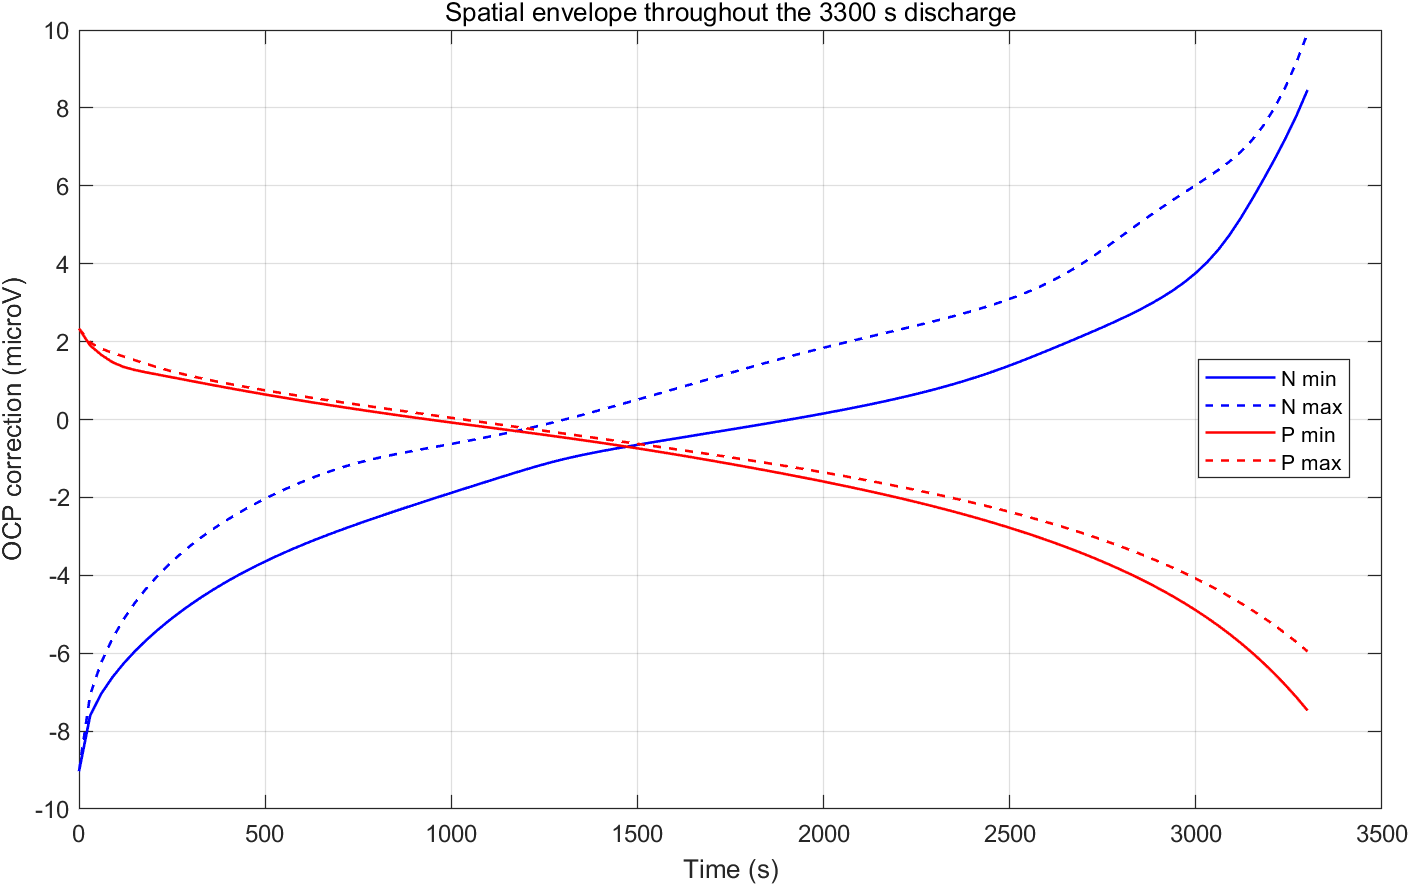 Spatial envelope throughout the 3300 s discharge
10
8
6
4
2
0
-2
-4
-6
-8
-10
OCP correction (microV)
N min
N max
P min
P max
0 500 1000 1500 2000 2500 3000 3500
Time (s)